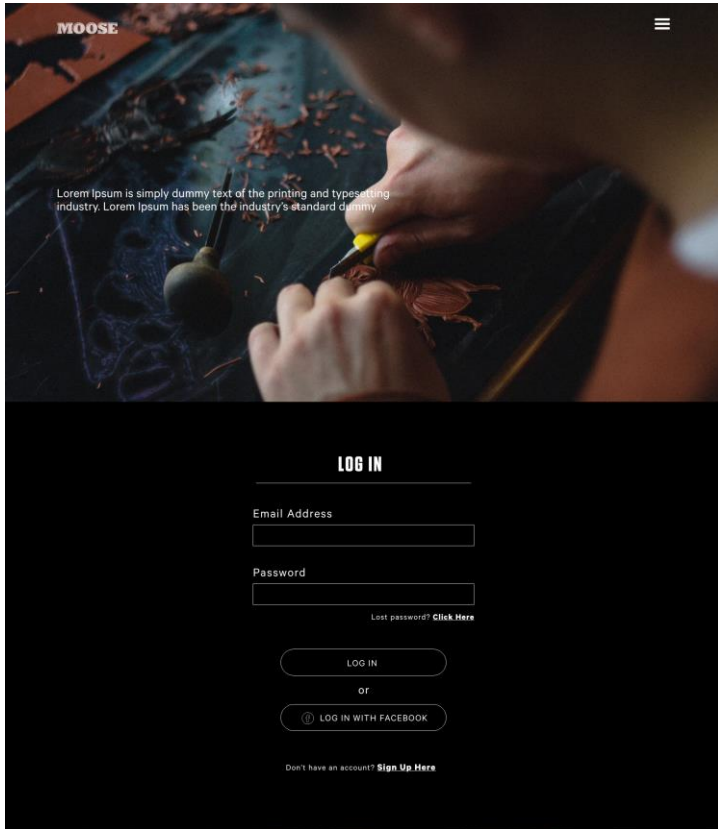 MOOSE
Lorem Ipsum is simply dummy text of the printing and typesetting
industry. Lorem Ipsum has been the industry's standard dummy
LOG IN
Email Address
Password
Lost password? Click Here
LOG IN
or
LOG IN WITH FACEBOOK
Don't have an account? Sign Up Here